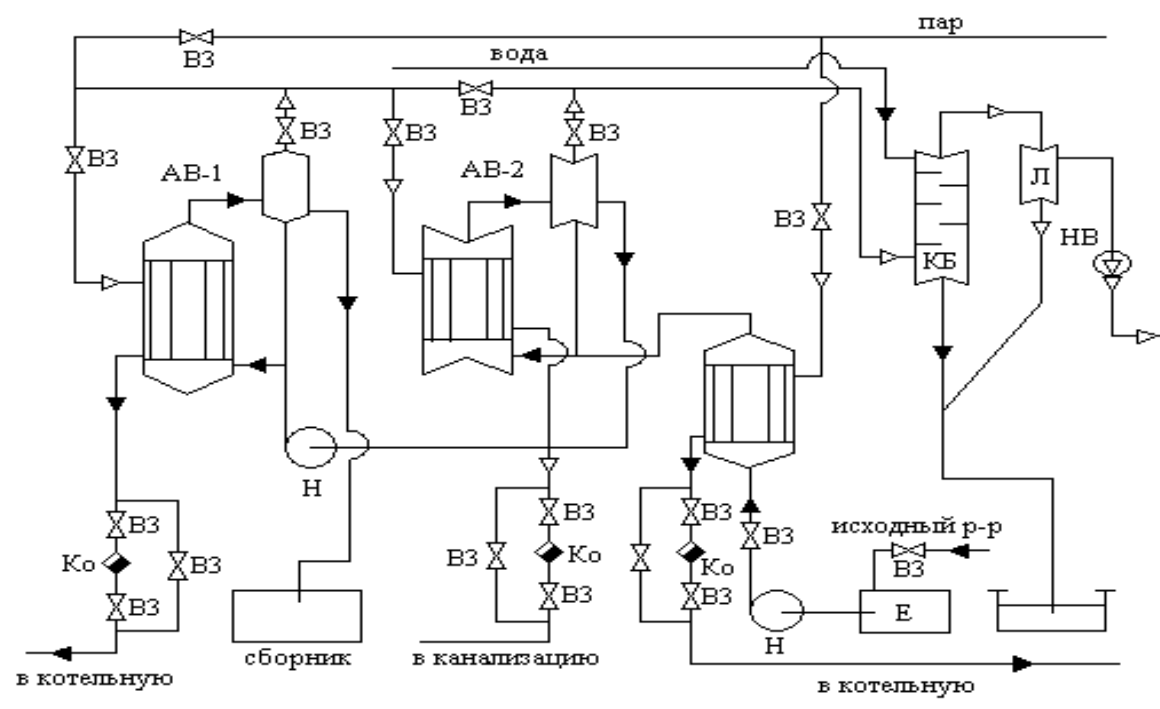 пар
ВЗ
вода
ВЗ
ВЗ
ВЗ
ВЗ
ВЗ
АВ-1
АВ-2
Л
ВЗ
НВ
КБ
Н
ВЗ
ВЗ
ВЗ
исходный р-р
Ко
ВЗ
ВЗ
Ко
Ко
ВЗ
ВЗ
ВЗ
ВЗ
Е
Н
сборник
в канализацию
в котельную
в котельную